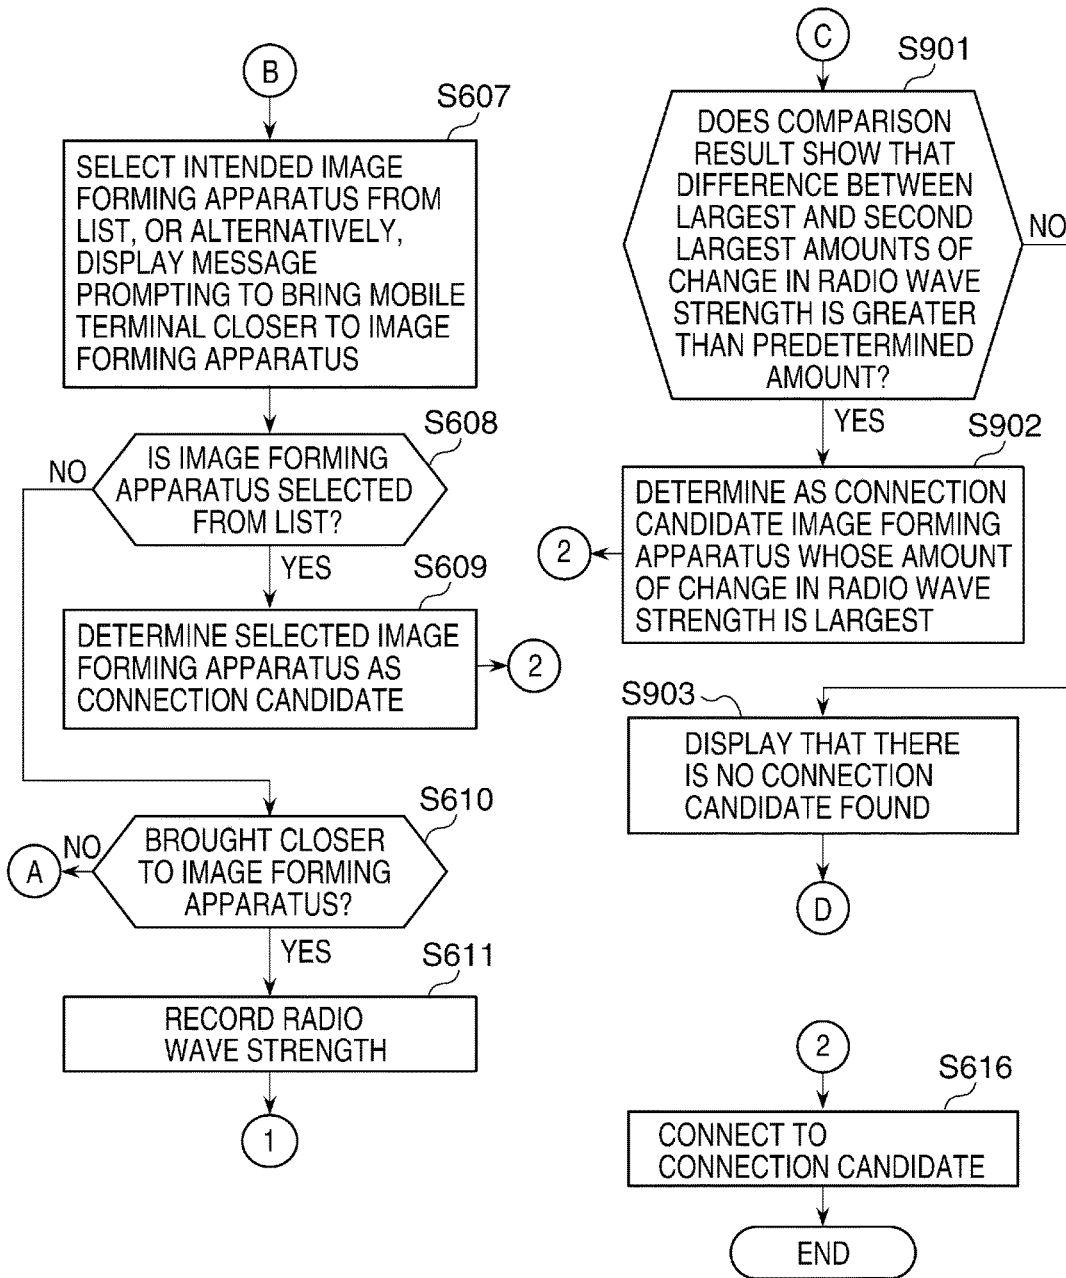 B
S607
SELECT INTENDED IMAGE
FORMING APPARATUS FROM
LIST, OR ALTERNATIVELY,
DISPLAY MESSAGE
PROMPTING TO BRING MOBILE
TERMINAL CLOSER TO IMAGE
FORMING APPARATUS
S608
NO
IS IMAGE FORMING
APPARATUS SELECTED
FROM LIST?
YES
S609
DETERMINE SELECTED IMAGE
FORMING APPARATUS AS
CONNECTION CANDIDATE
2
S610
NO
A
BROUGHT CLOSER
TO IMAGE FORMING
APPARATUS?
YES
S611
RECORD RADIO
WAVE STRENGTH
1
C
S901
DOES COMPARISON
RESULT SHOW THAT
DIFFERENCE BETWEEN
LARGEST AND SECOND
LARGEST AMOUNTS OF
CHANGE IN RADIO WAVE
STRENGTH IS GREATER
THAN PREDETERMINED
AMOUNT?
NO
YES
S902
DETERMINE AS CONNECTION
CANDIDATE IMAGE FORMING
APPARATUS WHOSE AMOUNT
OF CHANGE IN RADIO WAVE
STRENGTH IS LARGEST
2
S903
DISPLAY THAT THERE
IS NO CONNECTION
CANDIDATE FOUND
D
2
S616
CONNECT TO
CONNECTION CANDIDATE
END